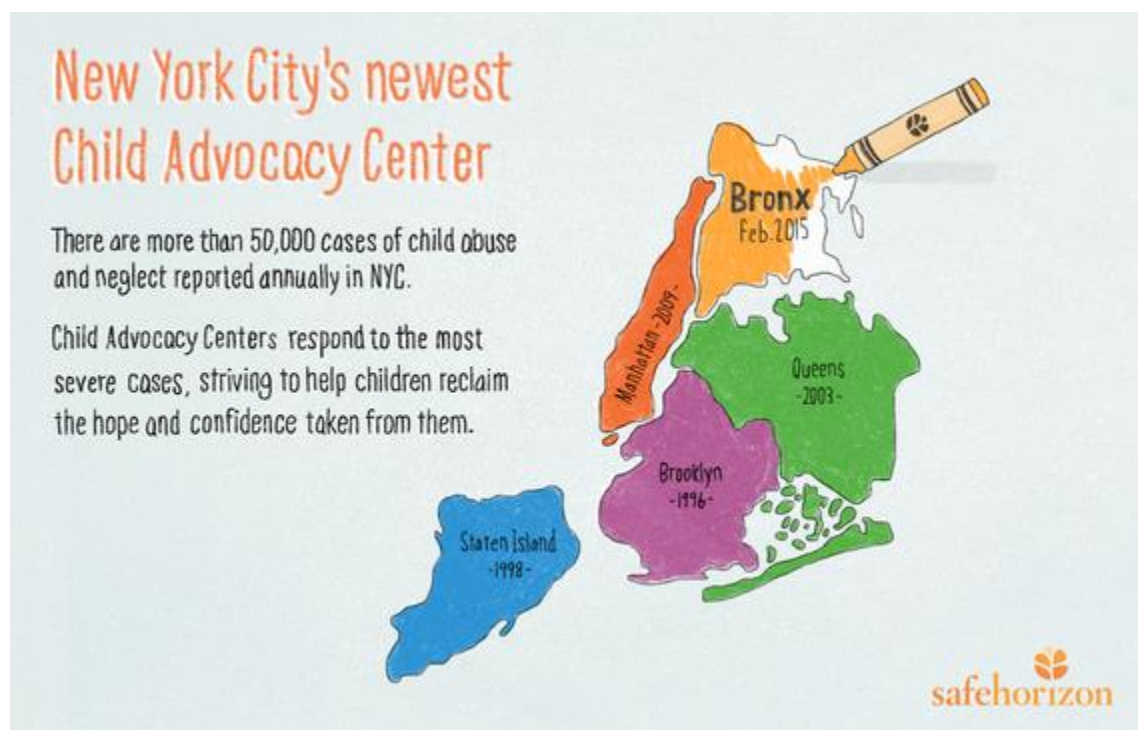 New York City's newest
Child Advocacy Center
There are more than 50,000 cases of child abuse
and neglect reported annually in NYC.
Child Advocacy Centers respond to the most
severe cases, striving to help children reclaim
the hope and confidence taken from them.
Bronx
Feb. 2015
Manhattan - 2009 -
Queens
- 2003 -
Brooklyn
- 1996 -
Staten Island
- 1998 -
safehorizon